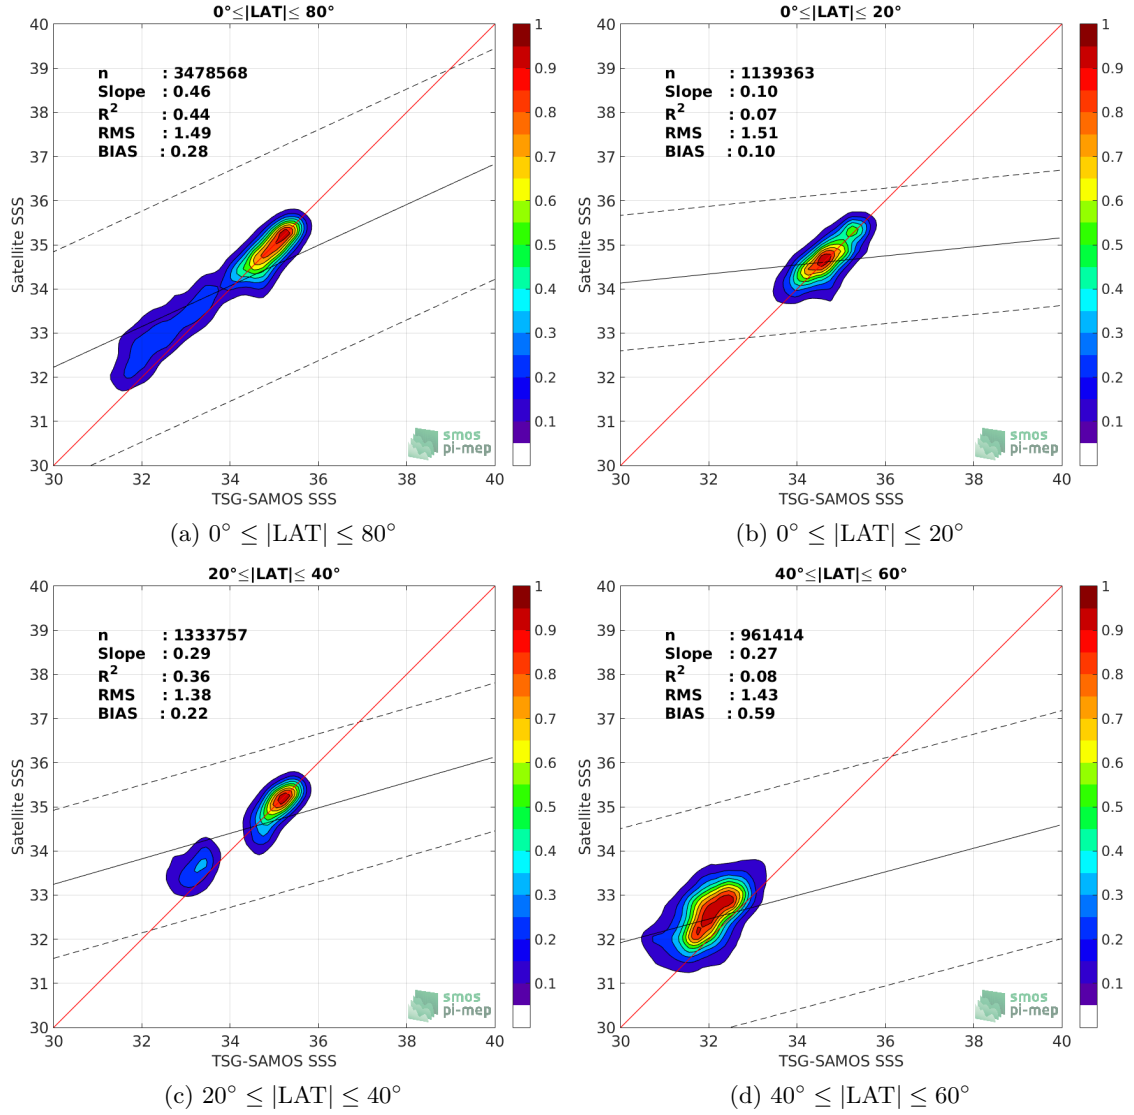 0°≤|LAT|≤ 80°
n : 3478568
Slope : 0.46
R² : 0.44
RMS : 1.49
BIAS : 0.28
40
39
38
37
36
35
34
33
32
31
30
Satellite SSS
30 32 34 36 38 40
TSG-SAMOS SSS
1
0.9
0.8
0.7
0.6
0.5
0.4
0.3
0.2
0.1
smos
pi-mep
(a) 0° ≤ |LAT| ≤ 80°
0°≤|LAT|≤ 20°
n : 1139363
Slope : 0.10
R² : 0.07
RMS : 1.51
BIAS : 0.10
40
39
38
37
36
35
34
33
32
31
30
Satellite SSS
30 32 34 36 38 40
TSG-SAMOS SSS
1
0.9
0.8
0.7
0.6
0.5
0.4
0.3
0.2
0.1
smos
pi-mep
(b) 0° ≤ |LAT| ≤ 20°
20°≤|LAT|≤ 40°
n : 1333757
Slope : 0.29
R² : 0.36
RMS : 1.38
BIAS : 0.22
40
39
38
37
36
35
34
33
32
31
30
Satellite SSS
30 32 34 36 38 40
TSG-SAMOS SSS
1
0.9
0.8
0.7
0.6
0.5
0.4
0.3
0.2
0.1
smos
pi-mep
(c) 20° ≤ |LAT| ≤ 40°
40°≤|LAT|≤ 60°
n : 961414
Slope : 0.27
R² : 0.08
RMS : 1.43
BIAS : 0.59
40
39
38
37
36
35
34
33
32
31
30
Satellite SSS
30 32 34 36 38 40
TSG-SAMOS SSS
1
0.9
0.8
0.7
0.6
0.5
0.4
0.3
0.2
0.1
smos
pi-mep
(d) 40° ≤ |LAT| ≤ 60°